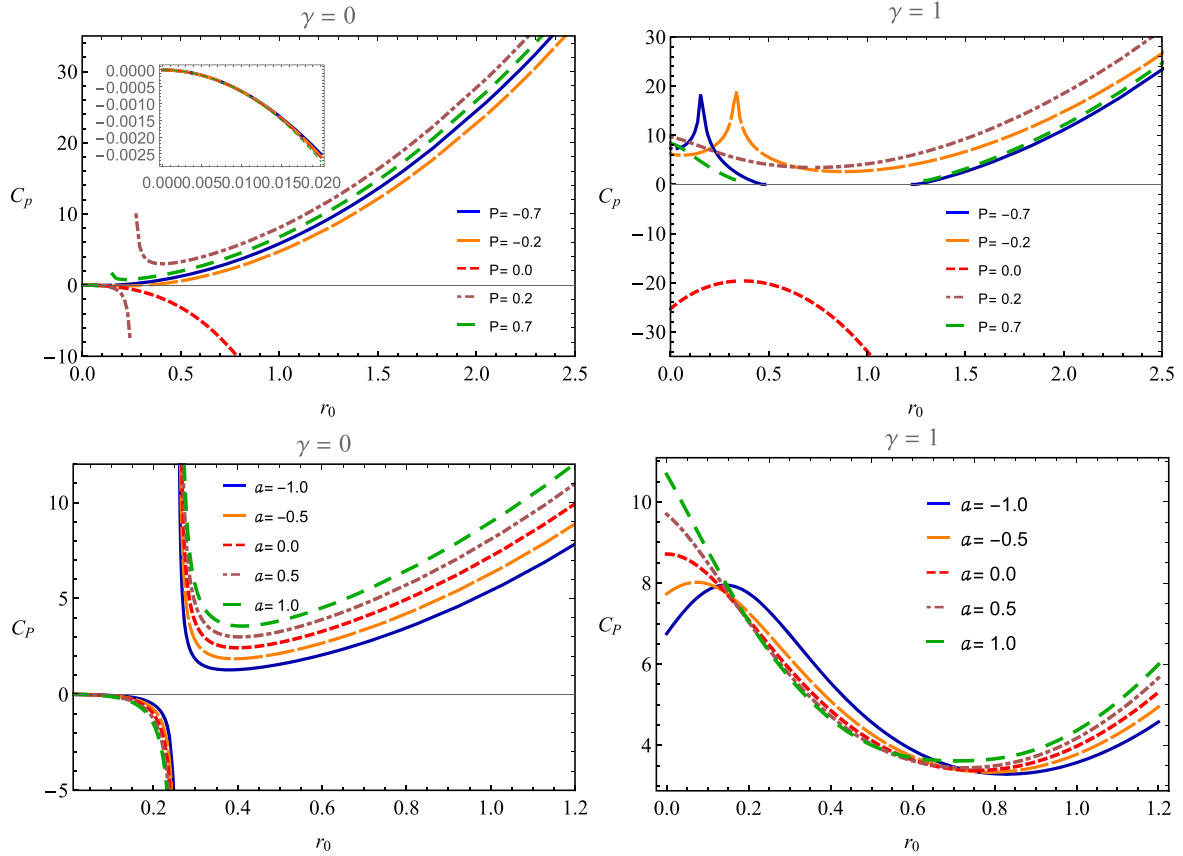 γ = 0
30
20
10
0
−10
C_p
0.0 0.5 1.0 1.5 2.0 2.5
r_0
0.0000
−0.0005
−0.0010
−0.0015
−0.0020
−0.0025
0.0000.0050.0100.0150.020
P= −0.7
P= −0.2
P= 0.0
P= 0.2
P= 0.7
γ = 1
30
20
10
0
−10
−20
−30
C_p
0.0 0.5 1.0 1.5 2.0 2.5
r_0
P= −0.7
P= −0.2
P= 0.0
P= 0.2
P= 0.7
γ = 0
10
5
0
−5
C_P
0.2 0.4 0.6 0.8 1.0 1.2
r_0
a= −1.0
a= −0.5
a= 0.0
a= 0.5
a= 1.0
γ = 1
10
8
6
4
C_P
0.0 0.2 0.4 0.6 0.8 1.0 1.2
r_0
a= −1.0
a= −0.5
a= 0.0
a= 0.5
a= 1.0